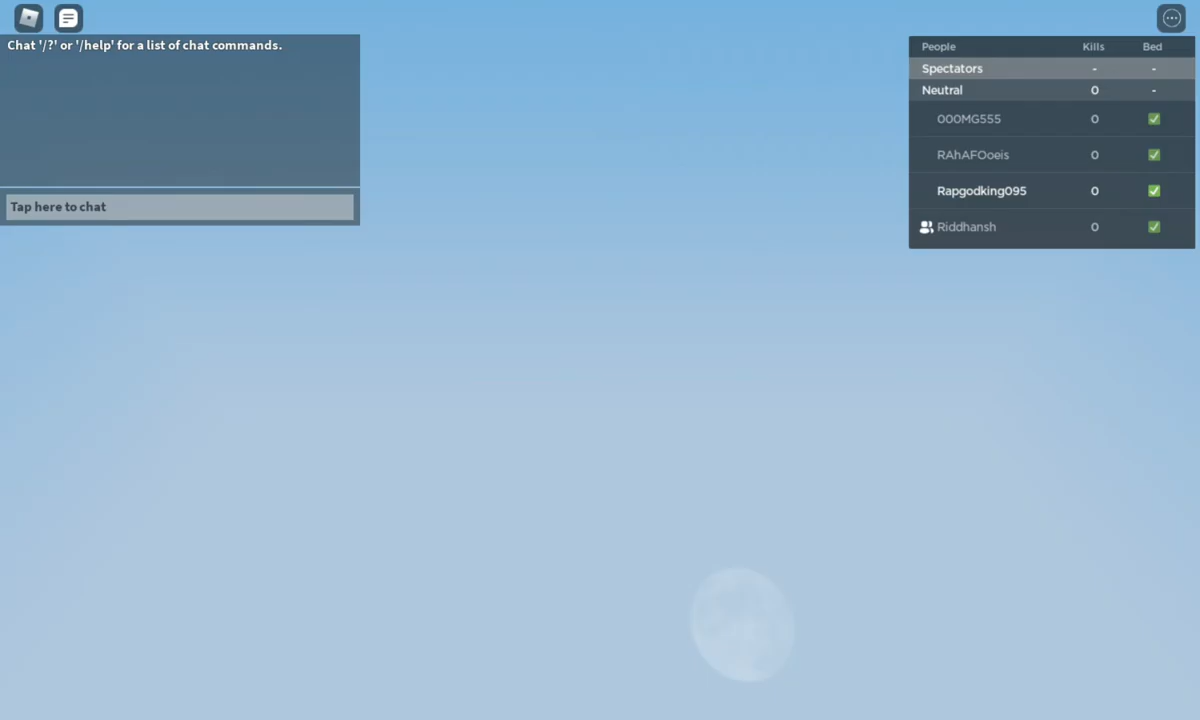 Chat '/?' or '/help' for a list of chat commands.
Tap here to chat
People Kills Bed
Spectators - -
Neutral 0 -
000MG555 0
RAhAFOoeis 0
Rapgodking095 0
Riddhansh 0